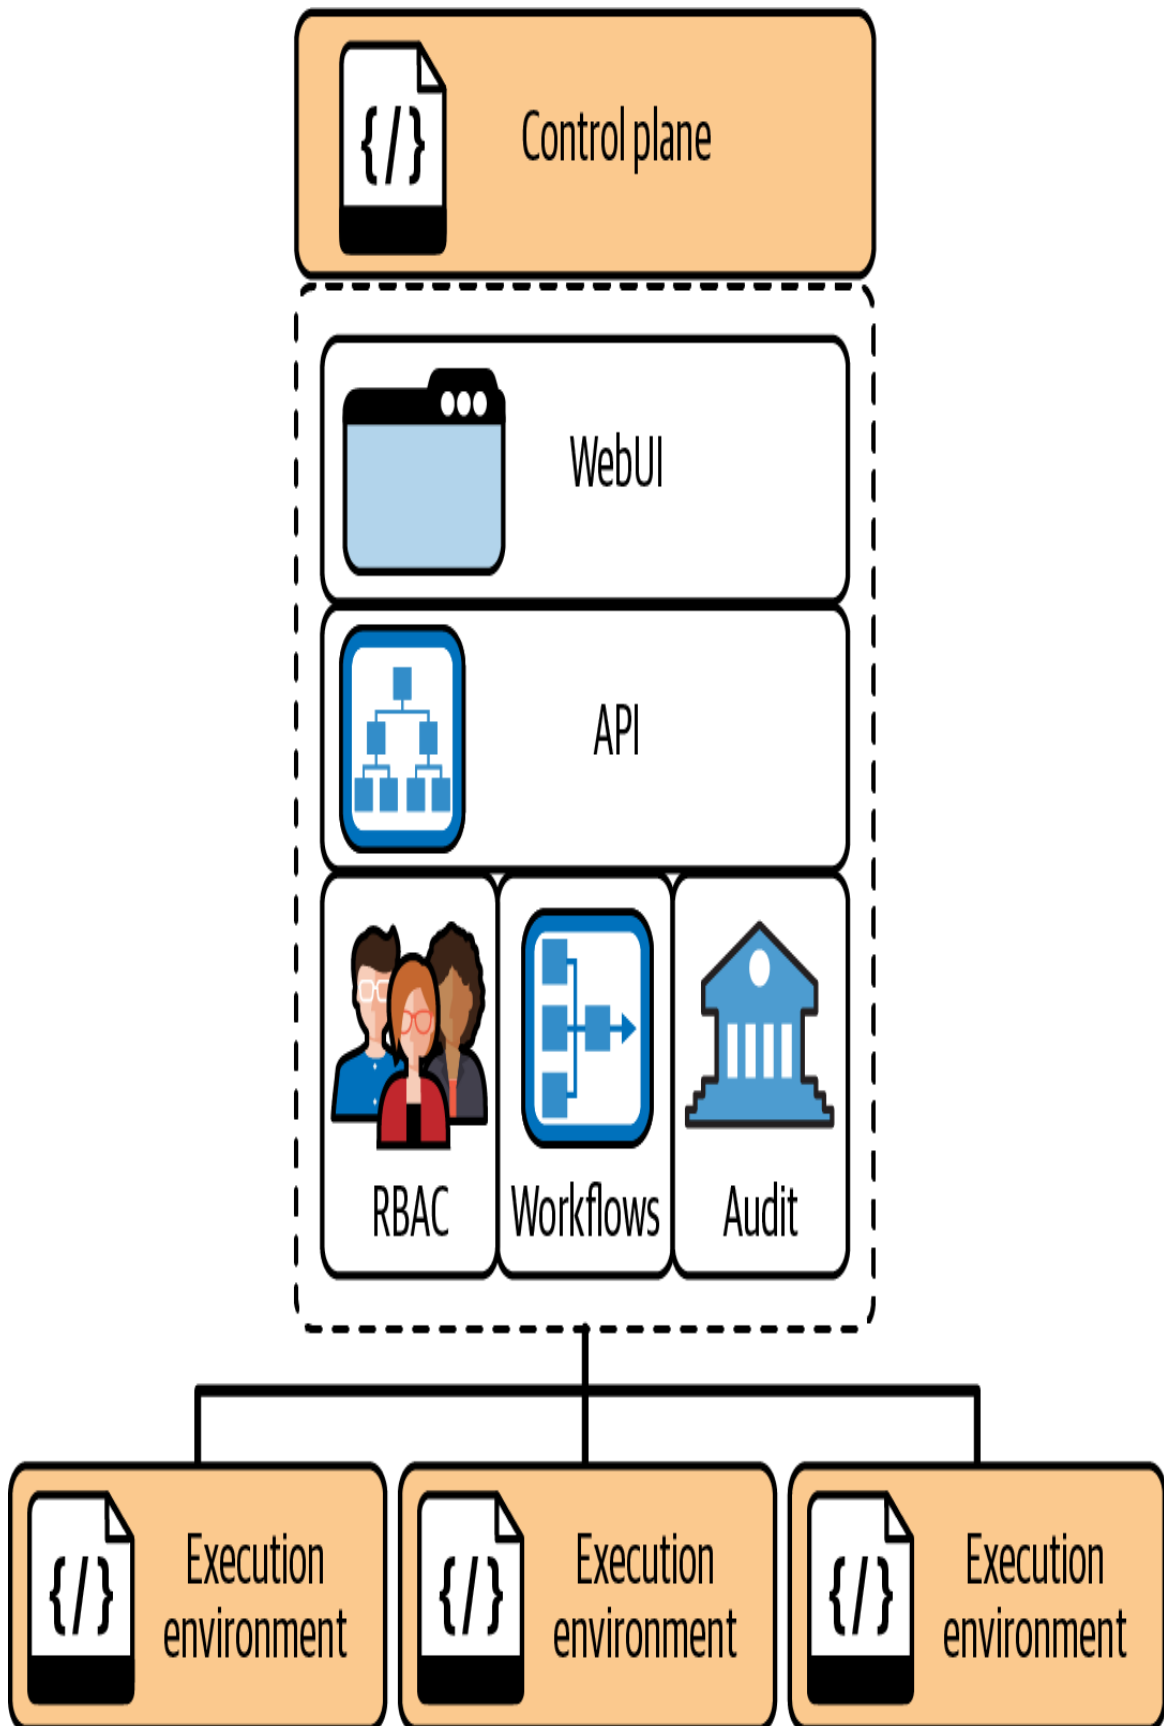 {/}
Control plane
WebUI
API
RBAC
Workflows
Audit
{/}
Execution
environment
{/}
Execution
environment
{/}
Execution
environment